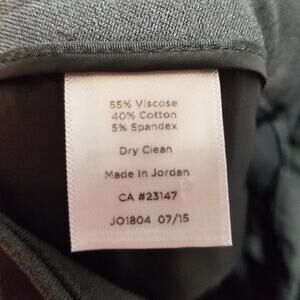 55% Viscose
40% Cotton
5% Spandex
Dry Clean
Made in Jordan
CA #23147
JO1804 07/15